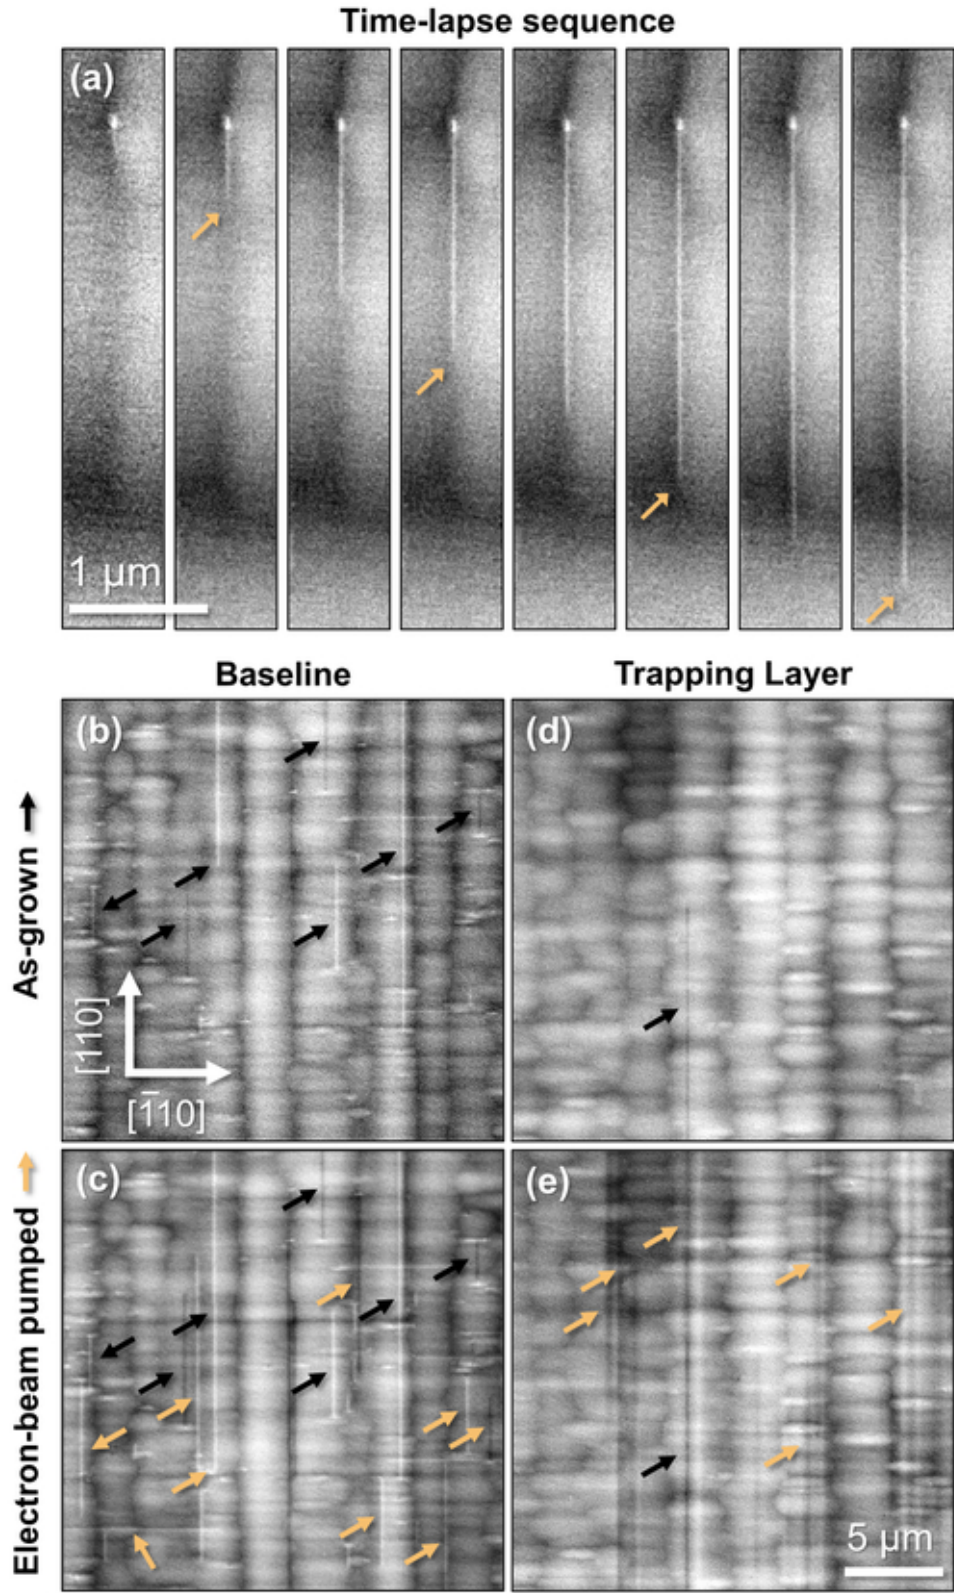 Time-lapse sequence
(a)
1 μm
Baseline
Trapping Layer
As-grown
(b)
[110]
[1̅10]
(d)
Electron-beam pumped
(c)
(e)
5 μm